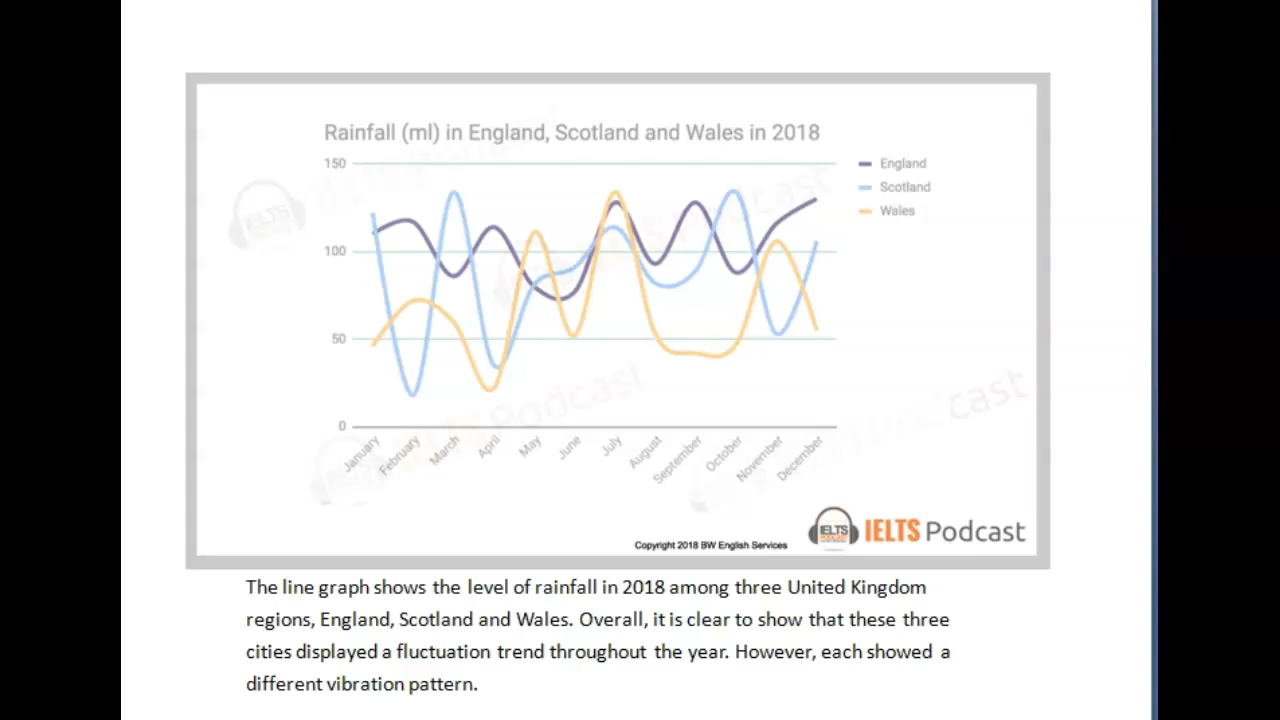 Rainfall (ml) in England, Scotland and Wales in 2018
150
100
50
0
England
Scotland
Wales
January
February
March
April
May
June
July
August
September
October
November
December
IELTS Podcast
Copyright 2018 BW English Services
The line graph shows the level of rainfall in 2018 among three United Kingdom
regions, England, Scotland and Wales. Overall, it is clear to show that these three
cities displayed a fluctuation trend throughout the year. However, each showed a
different vibration pattern.